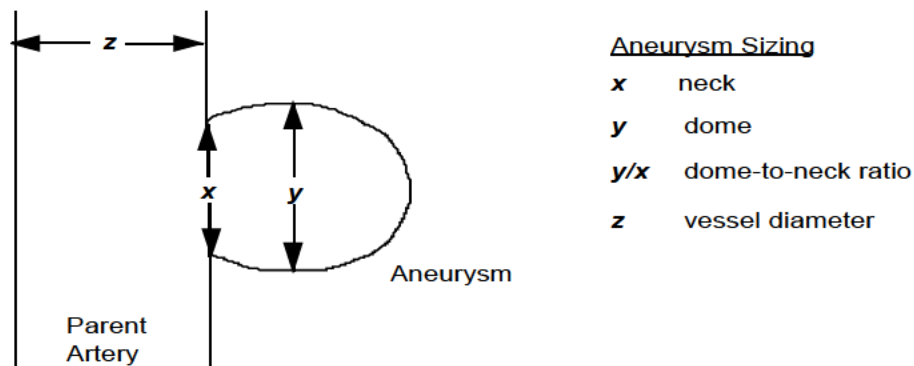 z
Aneurysm Sizing
x neck
y dome
y/x dome-to-neck ratio
z vessel diameter
x
y
Aneurysm
Parent
Artery